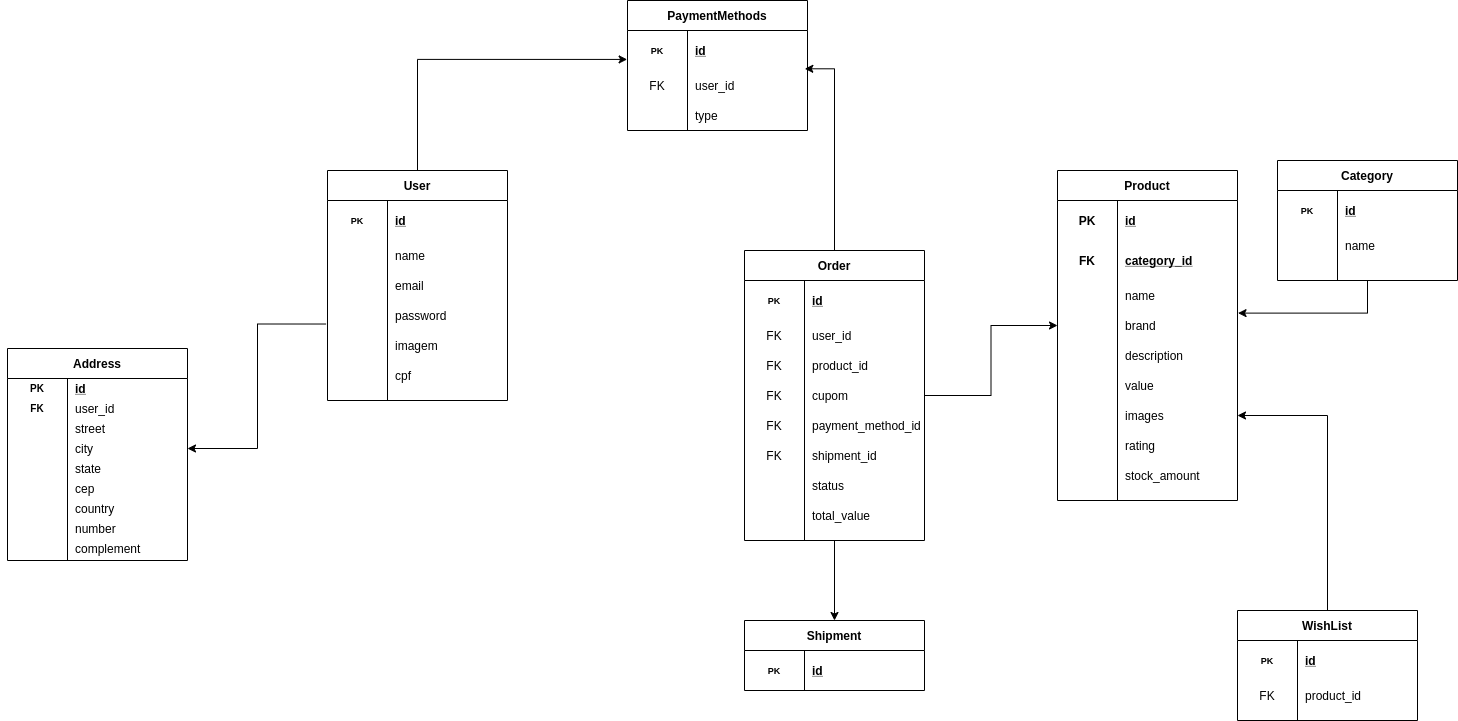 PaymentMethods
PK id
FK user_id
type
User
PK id
name
email
password
imagem
cpf
Address
PK id
FK user_id
street
city
state
cep
country
number
complement
Order
PK id
FK user_id
FK product_id
FK cupom
FK payment_method_id
FK shipment_id
status
total_value
Shipment
PK id
Product
PK id
FK category_id
name
brand
description
value
images
rating
stock_amount
Category
PK id
name
WishList
PK id
FK product_id